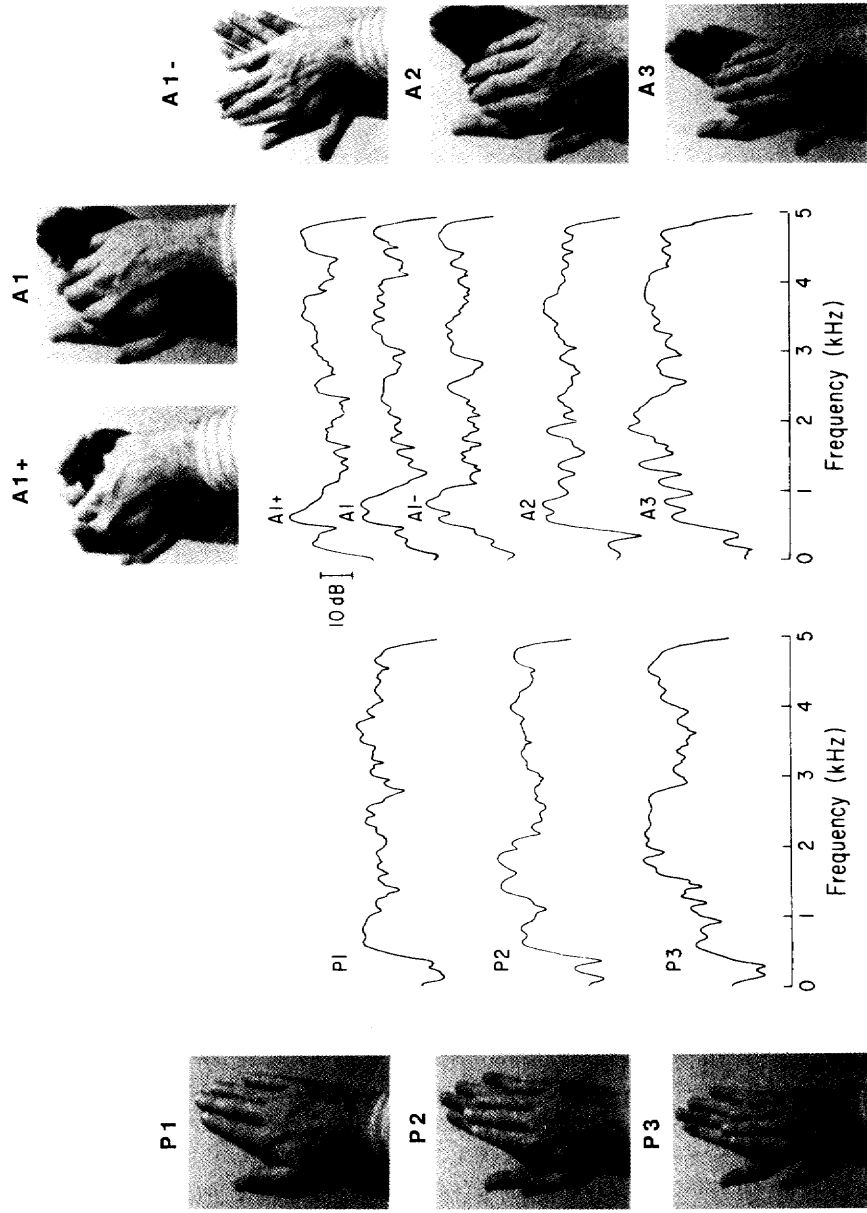 P1
P2
P3
P1
P2
P3
0 1 2 3 4 5
Frequency (kHz)
A1+
A1
A1-
A2
A3
10 dB
A1+
A1
A1-
A2
A3
0 1 2 3 4 5
Frequency (kHz)